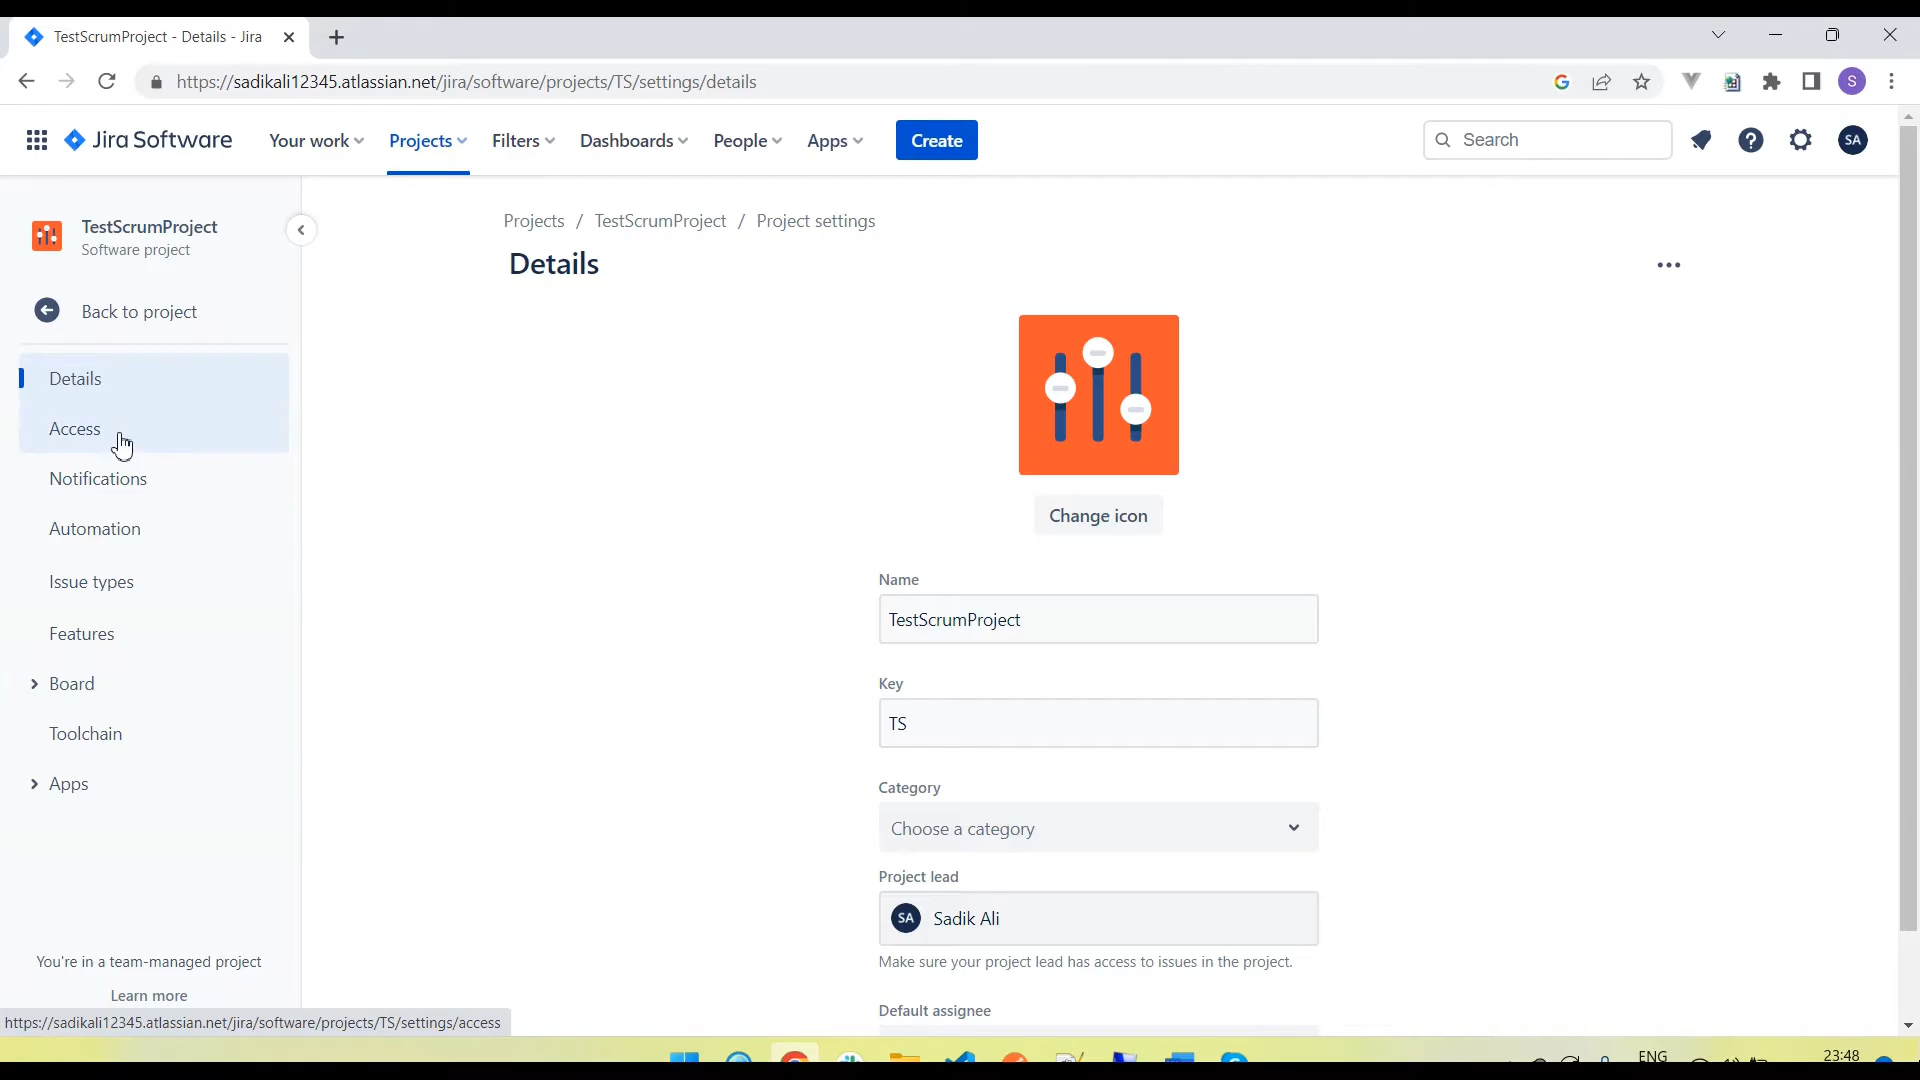 TestScrumProject - Details - Jira
https://sadikali12345.atlassian.net/jira/software/projects/TS/settings/details
S
Jira Software
Your work
Projects
Filters
Dashboards
People
Apps
Create
Search
SA
TestScrumProject
Software project
Back to project
Details
Access
Notifications
Automation
Issue types
Features
Board
Toolchain
Apps
You're in a team-managed project
Learn more
https://sadikali12345.atlassian.net/jira/software/projects/TS/settings/access
Projects / TestScrumProject / Project settings
Details
Change icon
Name
TestScrumProject
Key
TS
Category
Choose a category
Project lead
SA Sadik Ali
Make sure your project lead has access to issues in the project.
Default assignee
ENG
23:48